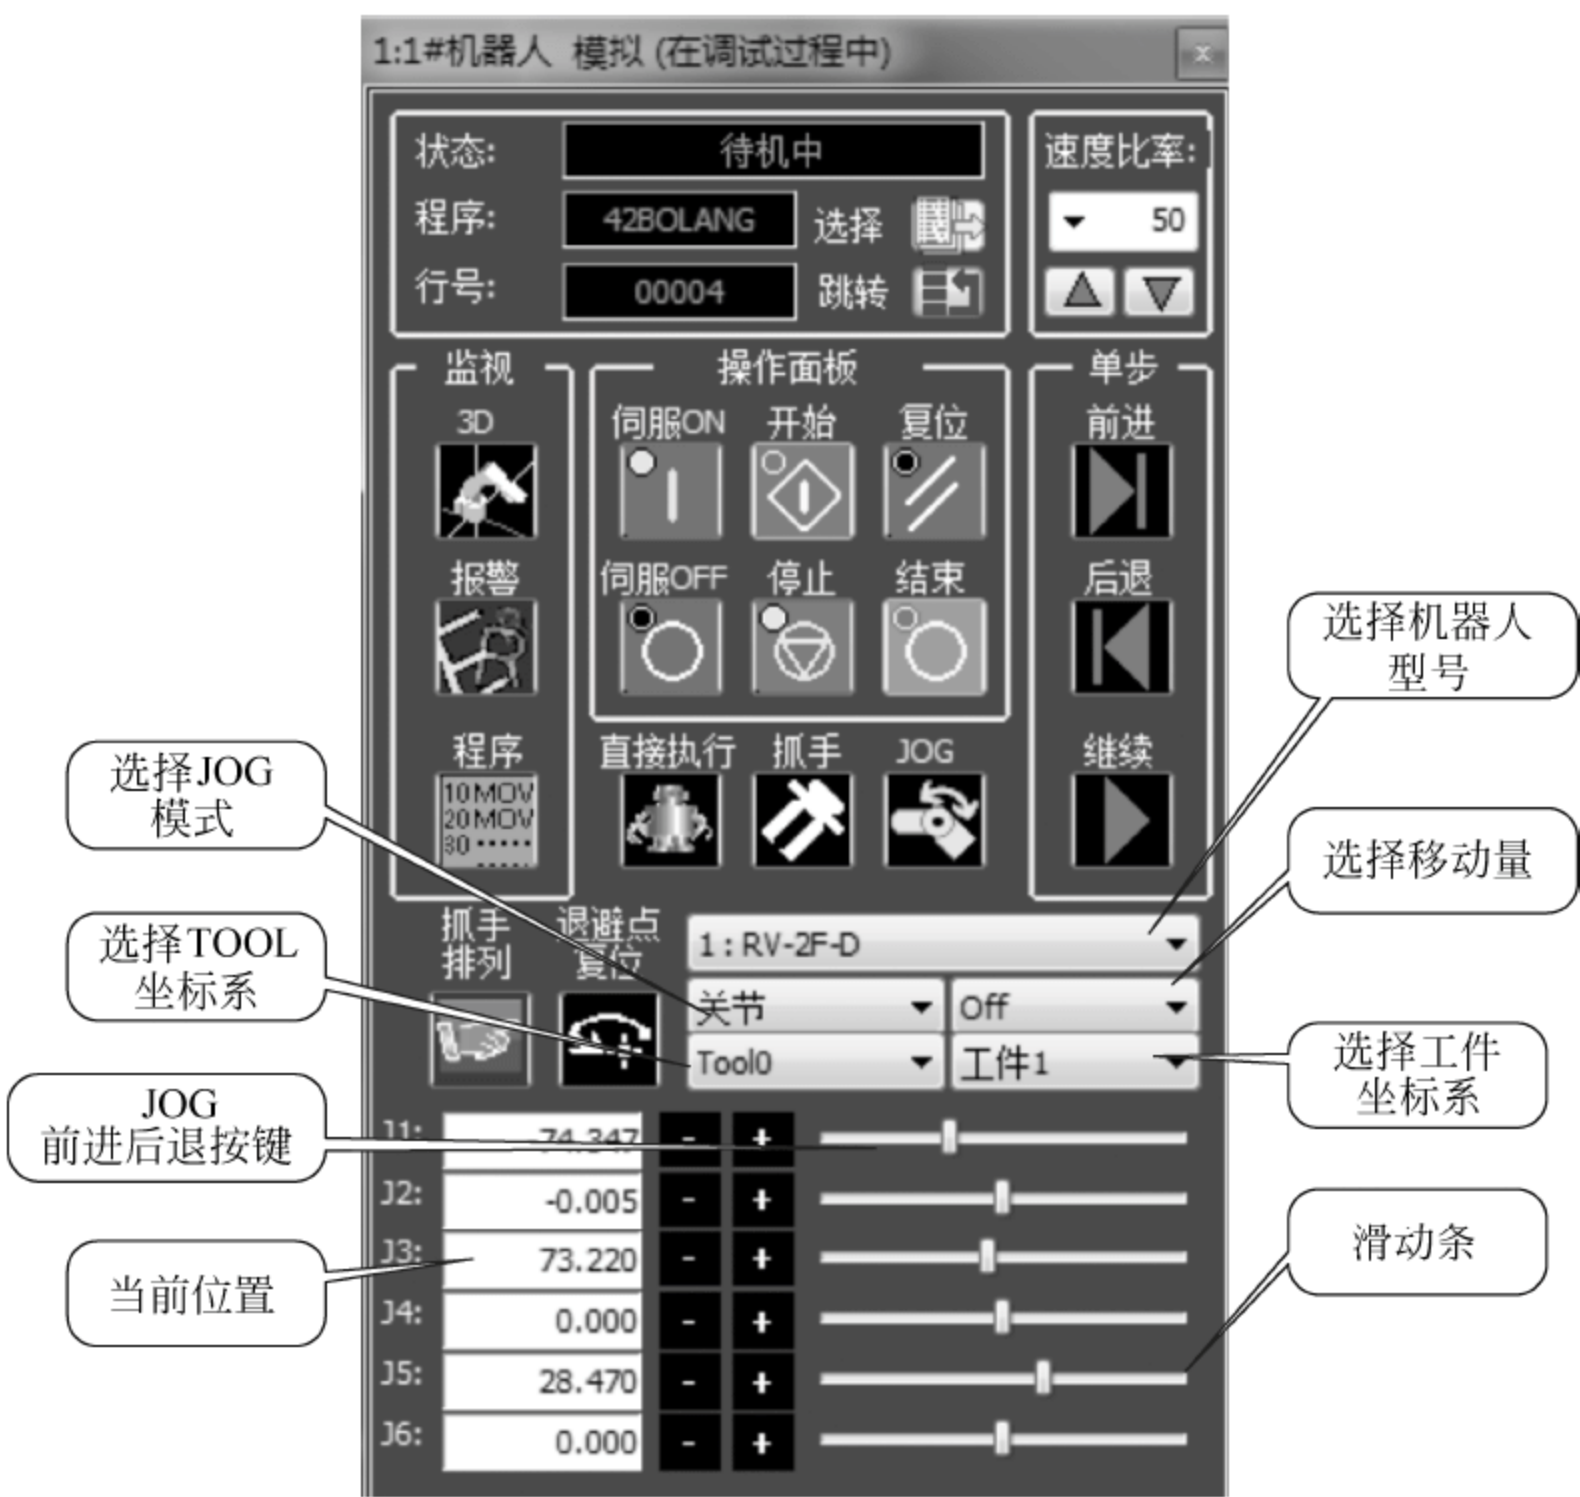 1:1#机器人 模拟 (在调试过程中)
状态: 待机中
速度比率:
程序: 42BOLANG 选择
50
行号: 00004 跳转
监视
操作面板
单步
3D
伺服ON 开始 复位
前进
报警
伺服OFF 停止 结束
后退
选择机器人
型号
程序
直接执行 抓手 JOG
继续
10 MOV
20 MOV
30 ·····
选择JOG
模式
选择移动量
抓手
排列
退避点
复位
1 : RV-2F-D
选择TOOL
坐标系
关节
Off
Tool0
工件1
选择工件
坐标系
JOG
前进后退按键
J1: -74.347 - +
J2: -0.005 - +
J3: 73.220 - +
滑动条
当前位置
J4: 0.000 - +
J5: 28.470 - +
J6: 0.000 - +